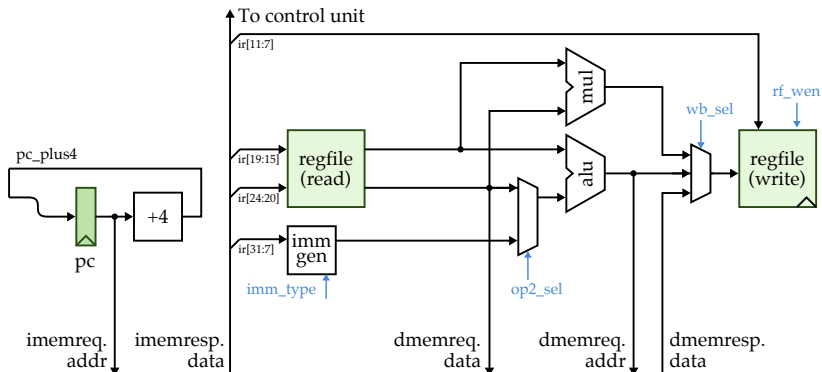 To control unit
ir[11:7]
mul
rf_wen
wb_sel
ir[19:15]
regfile
(read)
alu
regfile
(write)
pc_plus4
ir[24:20]
+4
pc
ir[31:7]
imm
gen
imm_type
op2_sel
imemreq.
addr
imemresp.
data
dmemreq.
data
dmemreq.
addr
dmemresp.
data